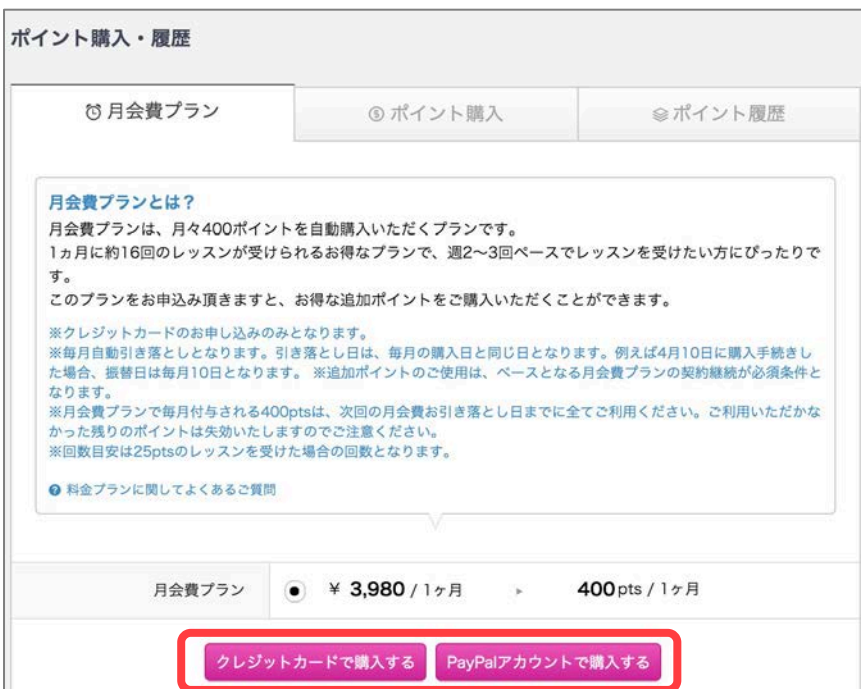 ポイント購入・履歴
月会費プラン
ポイント購入
ポイント履歴
月会費プランとは？
月会費プランは、月々400ポイントを自動購入いただくプランです。
1ヵ月に約16回のレッスンが受けられるお得なプランで、週2〜3回ペースでレッスンを受けたい方にぴったりで
す。
このプランをお申込み頂きますと、お得な追加ポイントをご購入いただくことができます。
※クレジットカードのお申し込みのみとなります。
※毎月自動引き落としとなります。引き落とし日は、毎月の購入日と同じ日となります。例えば4月10日に購入手続きし
た場合、振替日は毎月10日となります。 ※追加ポイントのご使用は、ベースとなる月会費プランの契約継続が必須条件と
なります。
※月会費プランで毎月付与される400ptsは、次回の月会費お引き落とし日までに全てご利用ください。ご利用いただかな
かった残りのポイントは失効いたしますのでご注意ください。
※回数目安は25ptsのレッスンを受けた場合の回数となります。
料金プランに関してよくあるご質問
月会費プラン ¥ 3,980 / 1ヶ月 400pts / 1ヶ月
クレジットカードで購入する PayPalアカウントで購入する